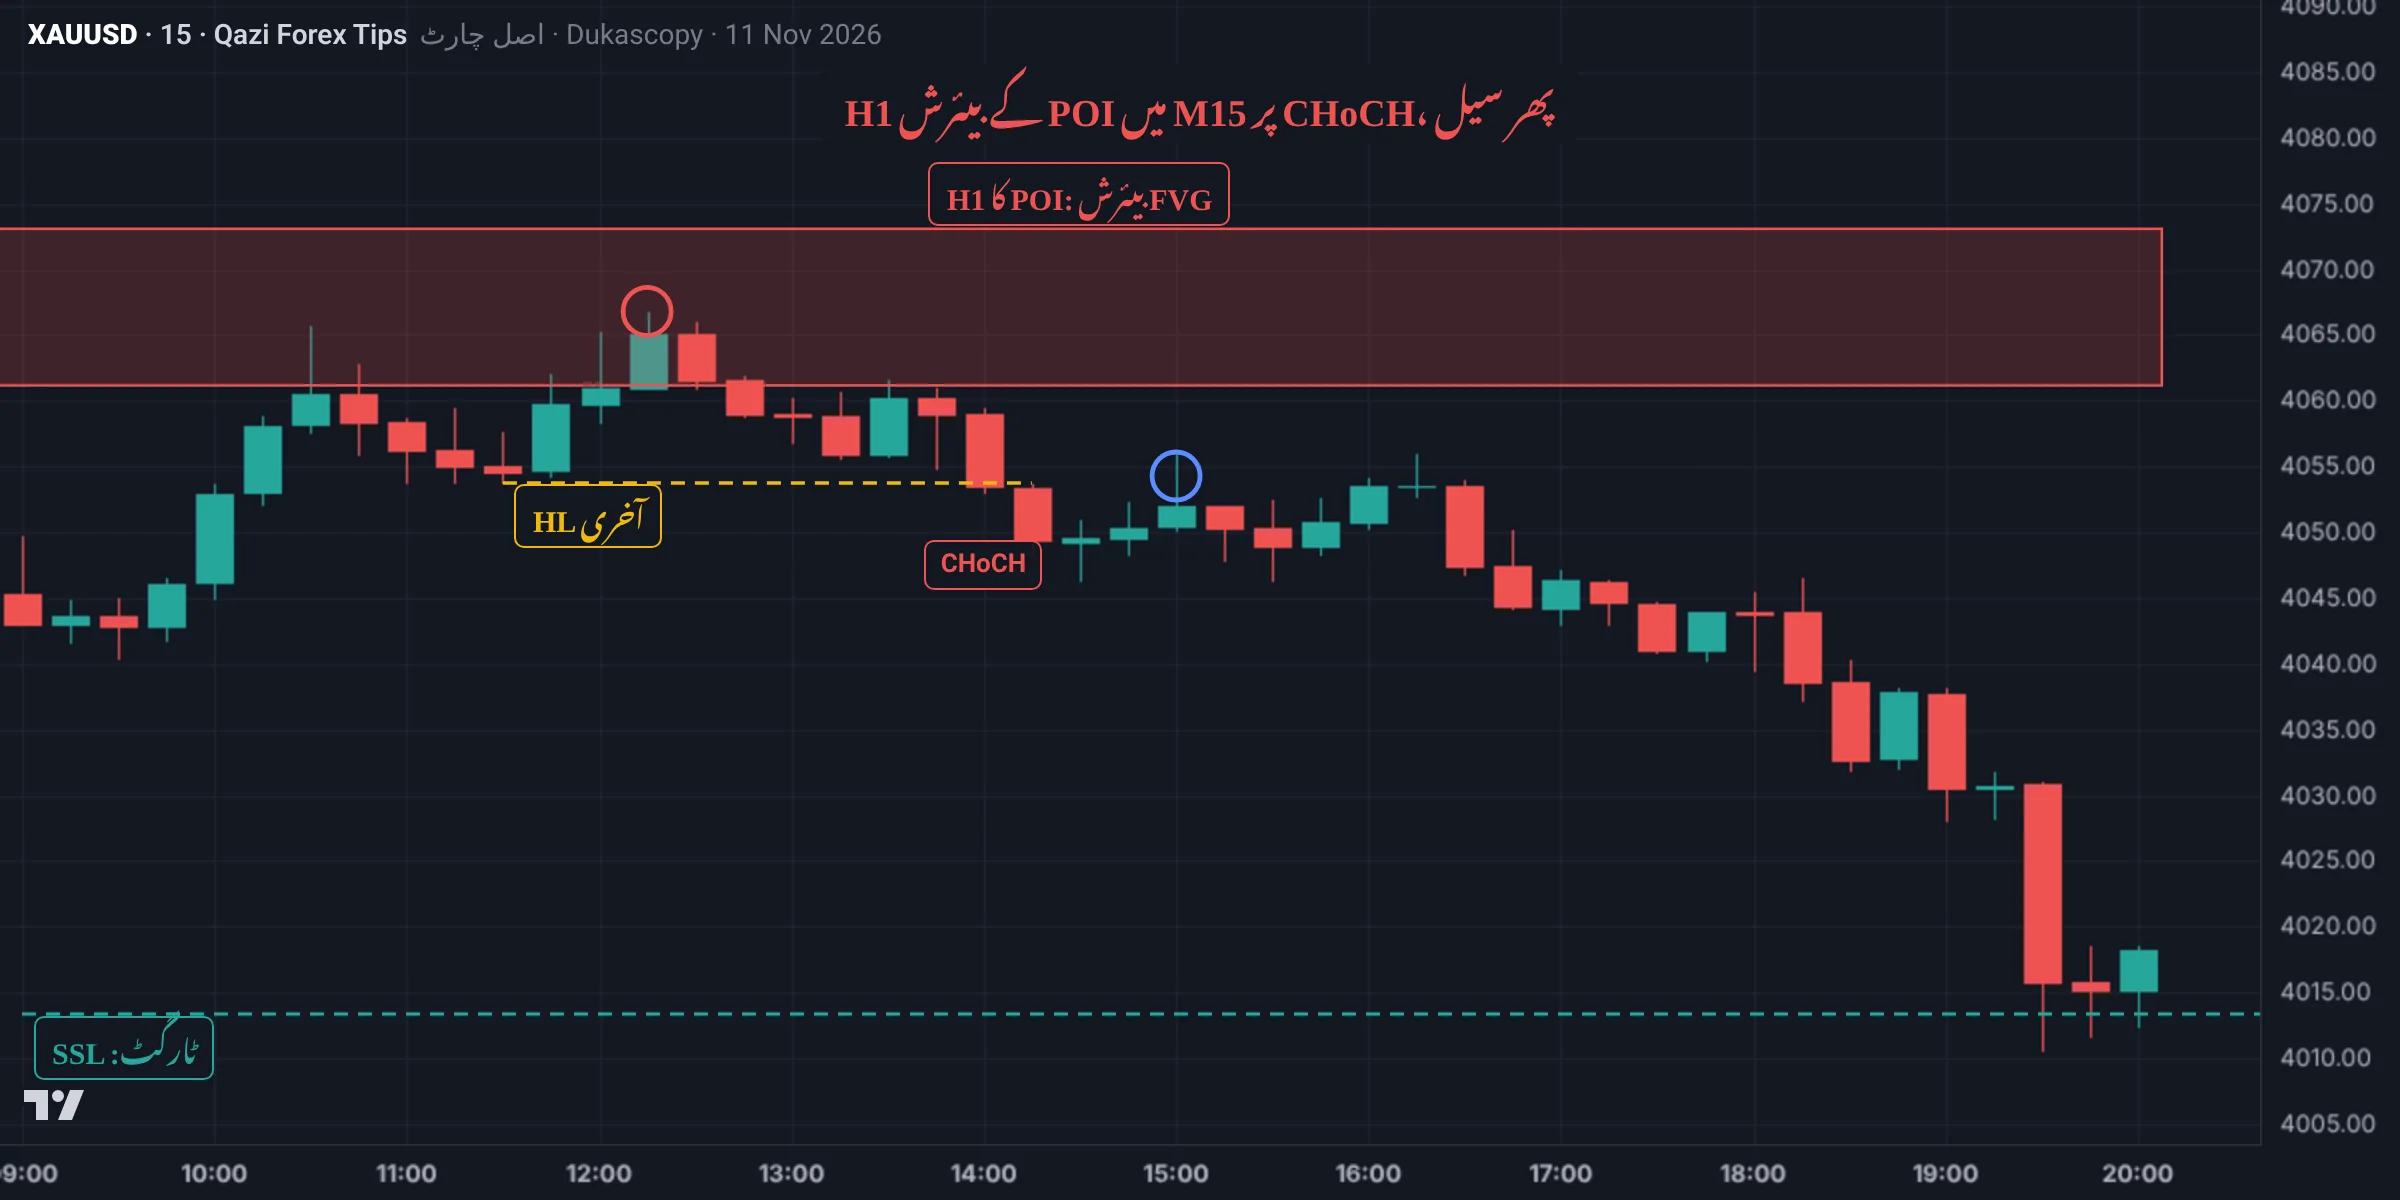 XAUUSD · 15 · Qazi Forex Tips اصل چارٹ · Dukascopy · 11 Nov 2026
H1 بیئرش کے POI میں M15 پر CHoCH، پھر سیل
H1 کا POI: بیئرش FVG
آخری HL
CHoCH
ٹارگٹ: SSL
4090.00
4085.00
4080.00
4075.00
4070.00
4065.00
4060.00
4055.00
4050.00
4045.00
4040.00
4035.00
4030.00
4025.00
4020.00
4015.00
4010.00
4005.00
9:00 10:00 11:00 12:00 13:00 14:00 15:00 16:00 17:00 18:00 19:00 20:00